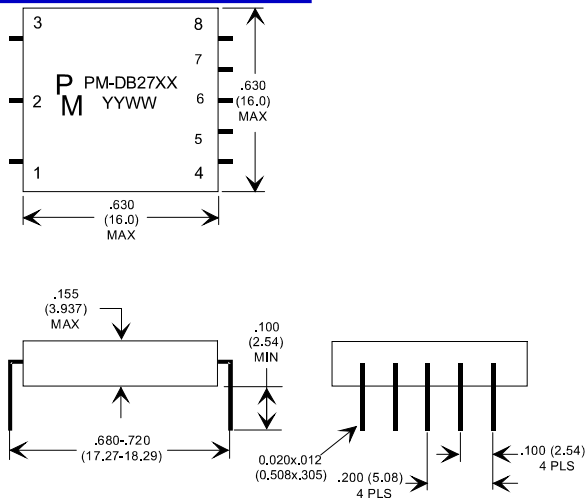 3
8
7
P
M
PM-DB27XX
YYWW
2
6
5
1
4
.630
(16.0)
MAX
.630
(16.0)
MAX
.155
(3.937)
MAX
.100
(2.54)
MIN
.680-.720
(17.27-18.29)
0.020x.012
(0.508x.305)
.200 (5.08)
4 PLS
.100 (2.54)
4 PLS